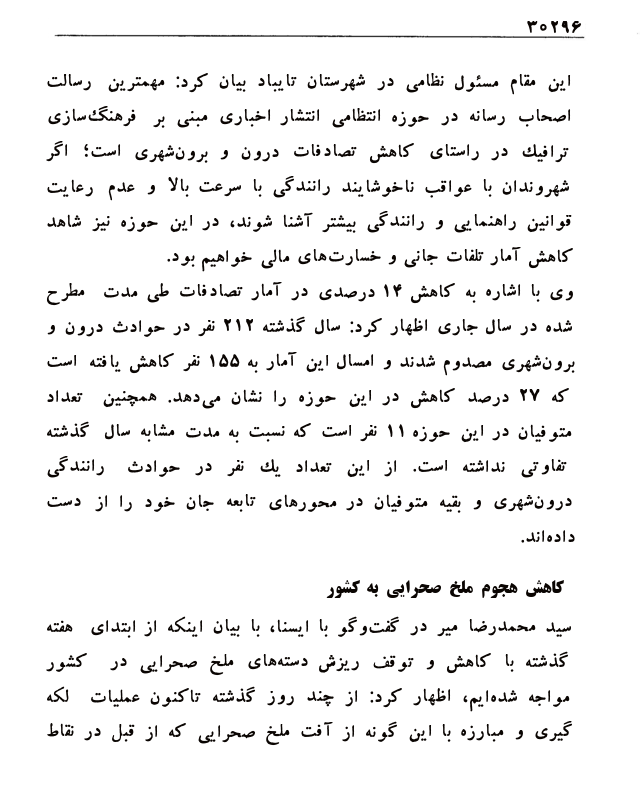 ۳۰۲۹۶
این مقام مسئول نظامی در شهرستان تایباد بیان کرد: مهمترین رسالت
اصحاب رسانه در حوزه انتظامی انتشار اخباری مبنی بر فرهنگ‌سازی
ترافیك در راستای کاهش تصادفات درون و برون‌شهری است؛ اگر
شهروندان با عواقب ناخوشایند رانندگی با سرعت بالا و عدم رعایت
قوانین راهنمایی و رانندگی بیشتر آشنا شوند، در این حوزه نیز شاهد
کاهش آمار تلفات جانی و خسارت‌های مالی خواهیم بود.
وی با اشاره به کاهش ۱۴ درصدی در آمار تصادفات طی مدت مطرح
شده در سال جاری اظهار کرد: سال گذشته ۲۱۲ نفر در حوادث درون و
برون‌شهری مصدوم شدند و امسال این آمار به ۱۵۵ نفر کاهش یافته است
که ۲۷ درصد کاهش در این حوزه را نشان می‌دهد. همچنین تعداد
متوفیان در این حوزه ۱۱ نفر است که نسبت به مدت مشابه سال گذشته
تفاوتی نداشته است. از این تعداد یك نفر در حوادث رانندگی
درون‌شهری و بقیه متوفیان در محورهای تابعه جان خود را از دست
داده‌اند.
کاهش هجوم ملخ صحرایی به کشور
سید محمدرضا میر در گفت‌وگو با ایسنا، با بیان اینکه از ابتدای هفته
گذشته با کاهش و توقف ریزش دسته‌های ملخ صحرایی در کشور
مواجه شده‌ایم، اظهار کرد: از چند روز گذشته تاکنون عملیات لکه
گیری و مبارزه با این گونه از آفت ملخ صحرایی که از قبل در نقاط